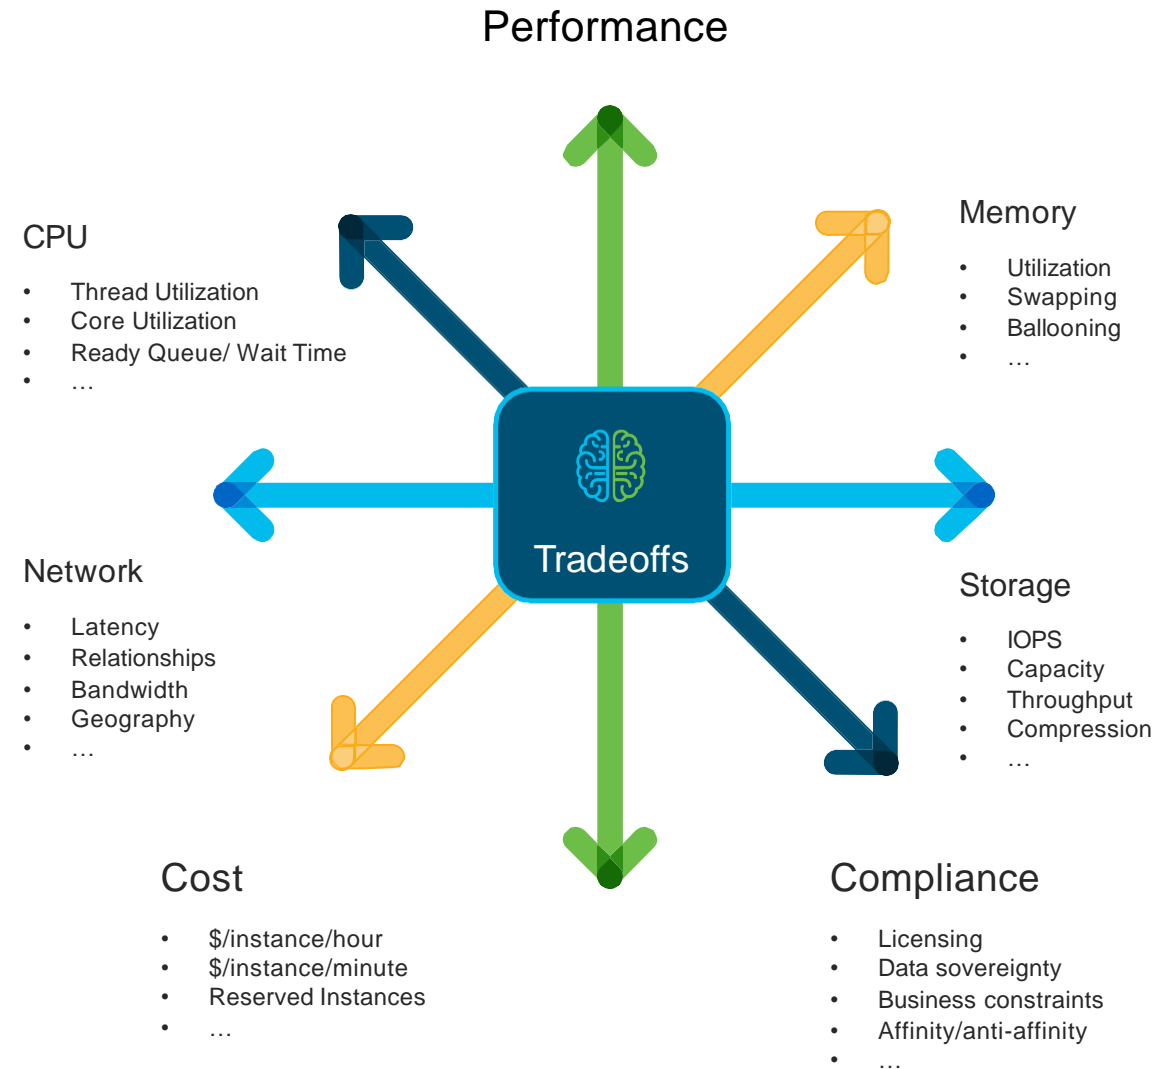 Performance
CPU
• Thread Utilization
• Core Utilization
• Ready Queue/ Wait Time
• …
Memory
• Utilization
• Swapping
• Ballooning
• …
Tradeoffs
Network
• Latency
• Relationships
• Bandwidth
• Geography
• …
Storage
• IOPS
• Capacity
• Throughput
• Compression
• …
Cost
• $/instance/hour
• $/instance/minute
• Reserved Instances
• …
Compliance
• Licensing
• Data sovereignty
• Business constraints
• Affinity/anti-affinity
• …